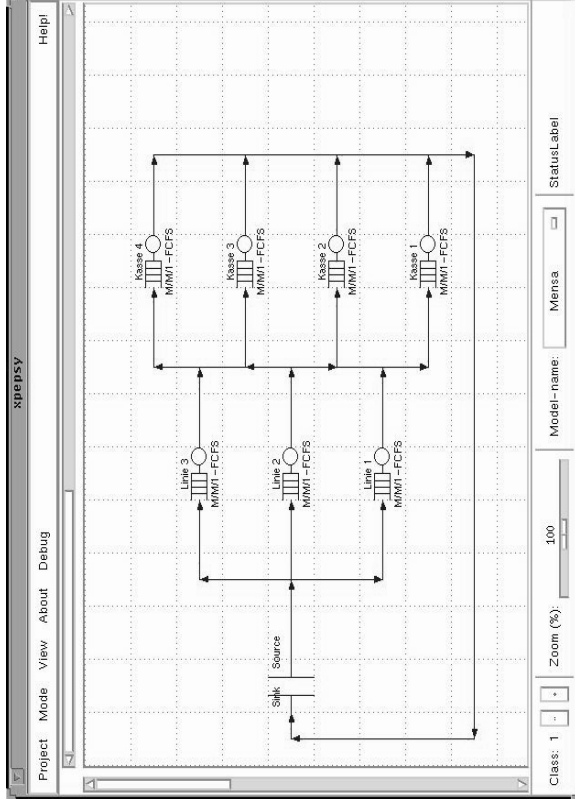 xpepsy
Project Mode View About Debug Help!
Kasse 4
M/M/1-FCFS
Linie 3
M/M/1-FCFS
Kasse 3
M/M/1-FCFS
Sink Source
Linie 2
M/M/1-FCFS
Kasse 2
M/M/1-FCFS
Linie 1
M/M/1-FCFS
Kasse 1
M/M/1-FCFS
Class: 1 - + Zoom (%): 100 Model-name: Mensa StatusLabel